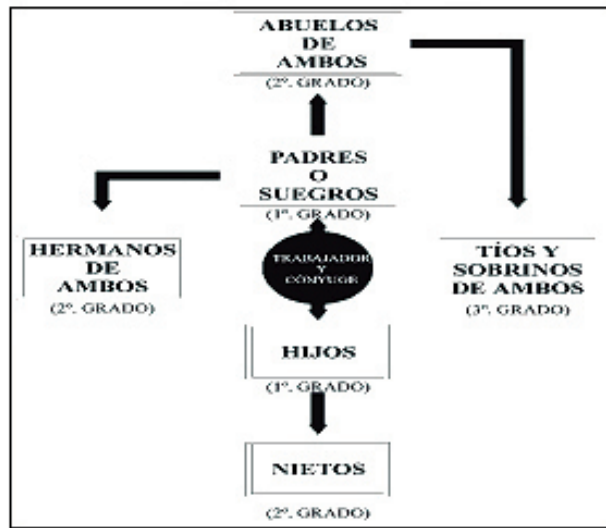 ABUELOS
DE
AMBOS
(2º. GRADO)
PADRES
O
SUEGROS
(1º. GRADO)
HERMANOS
DE
AMBOS
(2º. GRADO)
TRABAJADOR
Y
CÓNYUGE
TÍOS Y
SOBRINOS
DE AMBOS
(3º. GRADO)
HIJOS
(1º. GRADO)
NIETOS
(2º. GRADO)